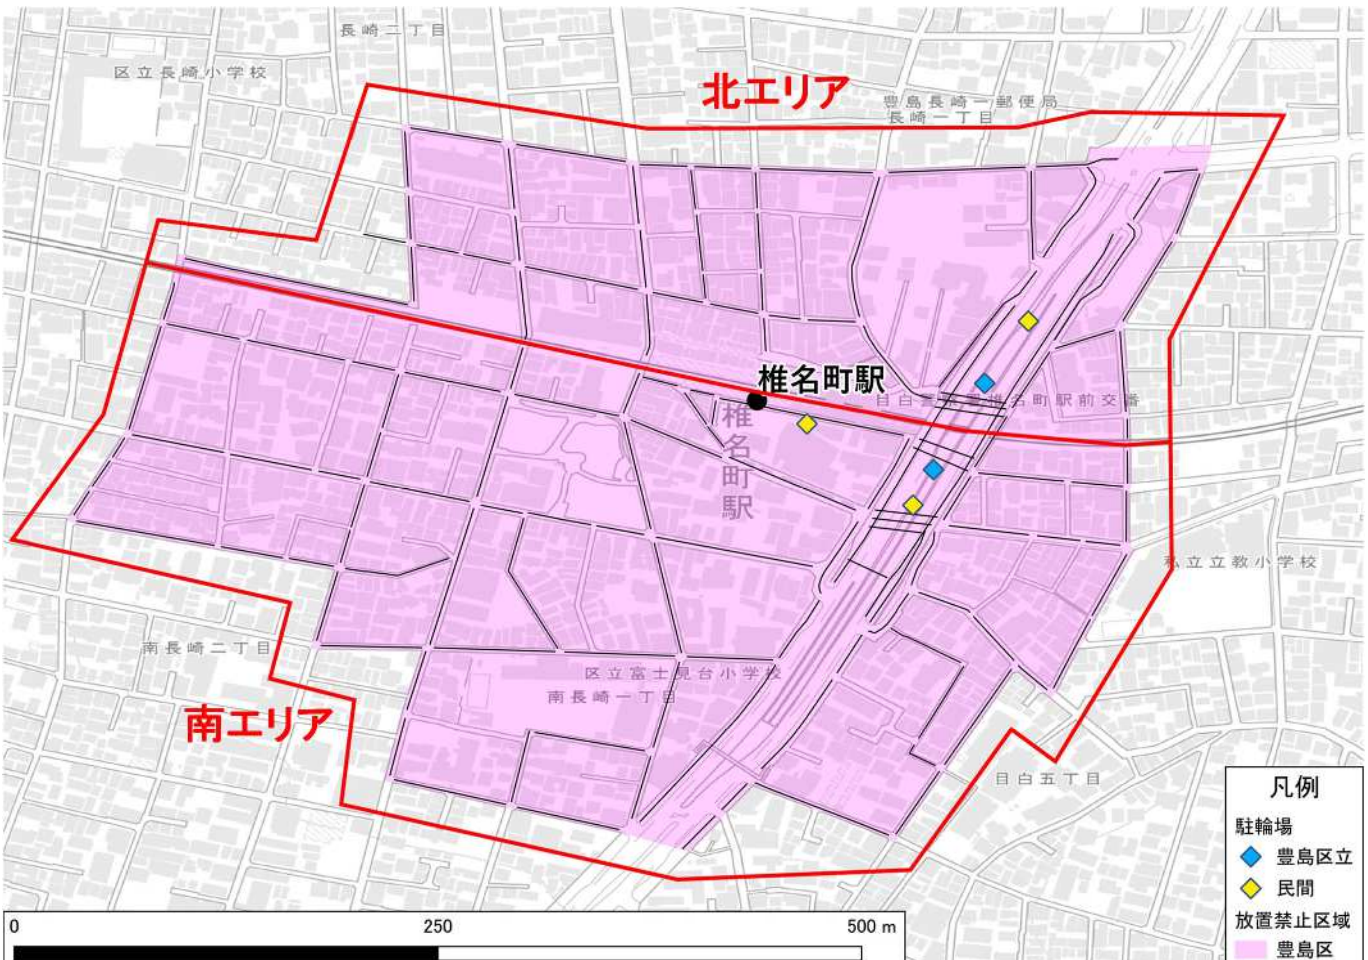 長崎二丁目
区立長崎小学校
北エリア
豊島長崎一郵便局
長崎一丁目
椎名町駅
目白
椎名町駅前交番
椎名町駅
私立立教小学校
南長崎二丁目
区立富士見台小学校
南長崎一丁目
南エリア
目白五丁目
凡例
駐輪場
豊島区立
民間
放置禁止区域
豊島区
0 250 500 m